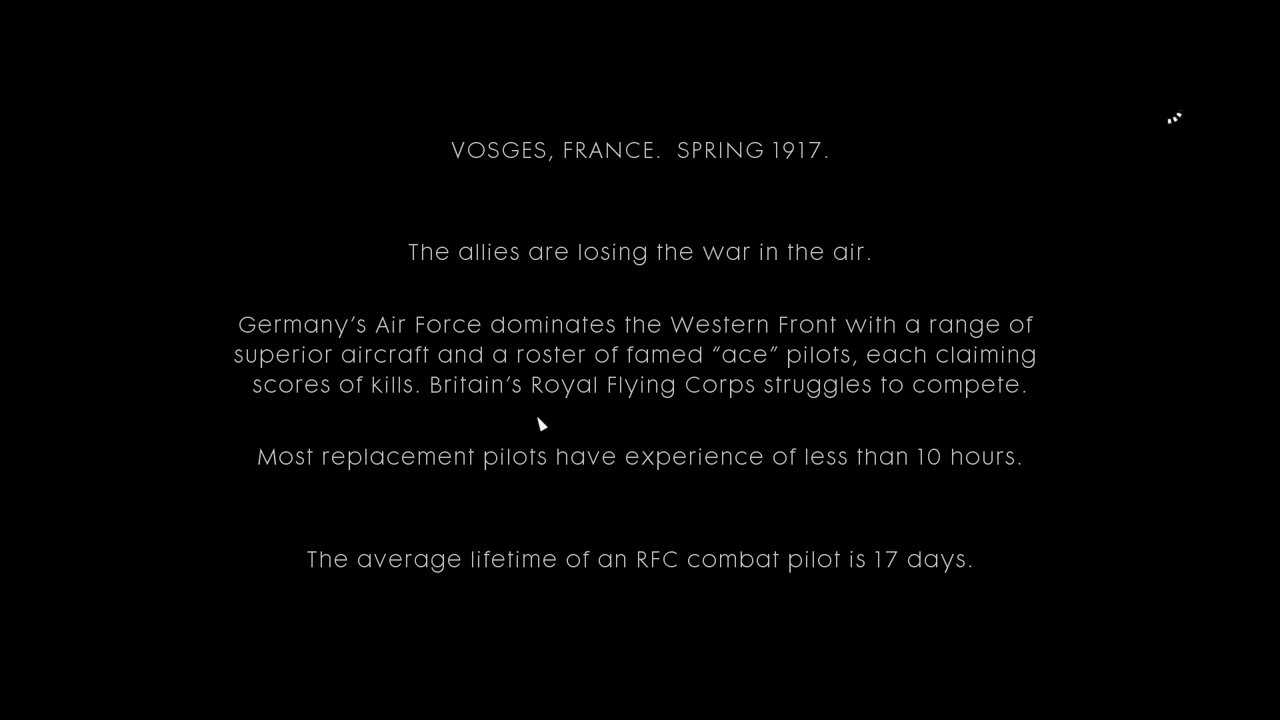 VOSGES, FRANCE.  SPRING 1917.
The allies are losing the war in the air.
Germany’s Air Force dominates the Western Front with a range of
superior aircraft and a roster of famed “ace” pilots, each claiming
scores of kills. Britain’s Royal Flying Corps struggles to compete.
Most replacement pilots have experience of less than 10 hours.
The average lifetime of an RFC combat pilot is 17 days.